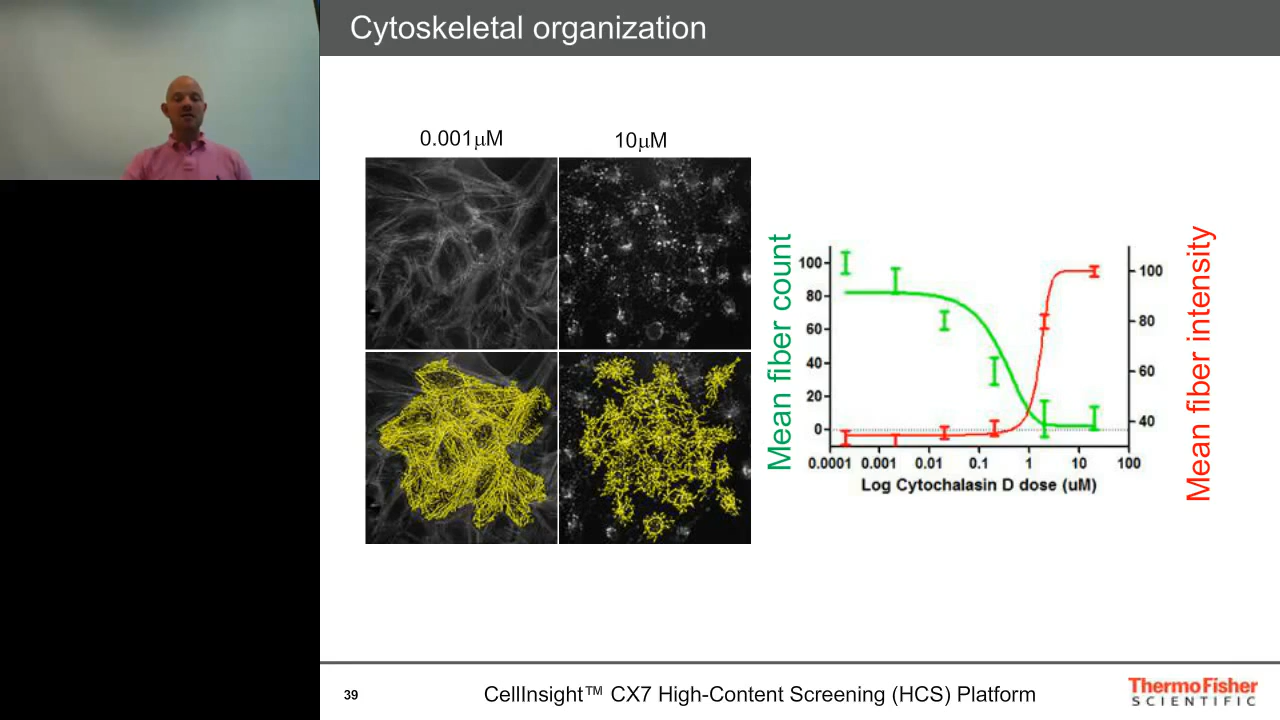 Cytoskeletal organization
0.001µM
10µM
Mean fiber count
100
80
60
40
20
0
0.0001 0.001 0.01 0.1 1 10 100
Log Cytochalasin D dose (uM)
100
80
60
40
Mean fiber intensity
39
CellInsight™ CX7 High-Content Screening (HCS) Platform
ThermoFisher
SCIENTIFIC